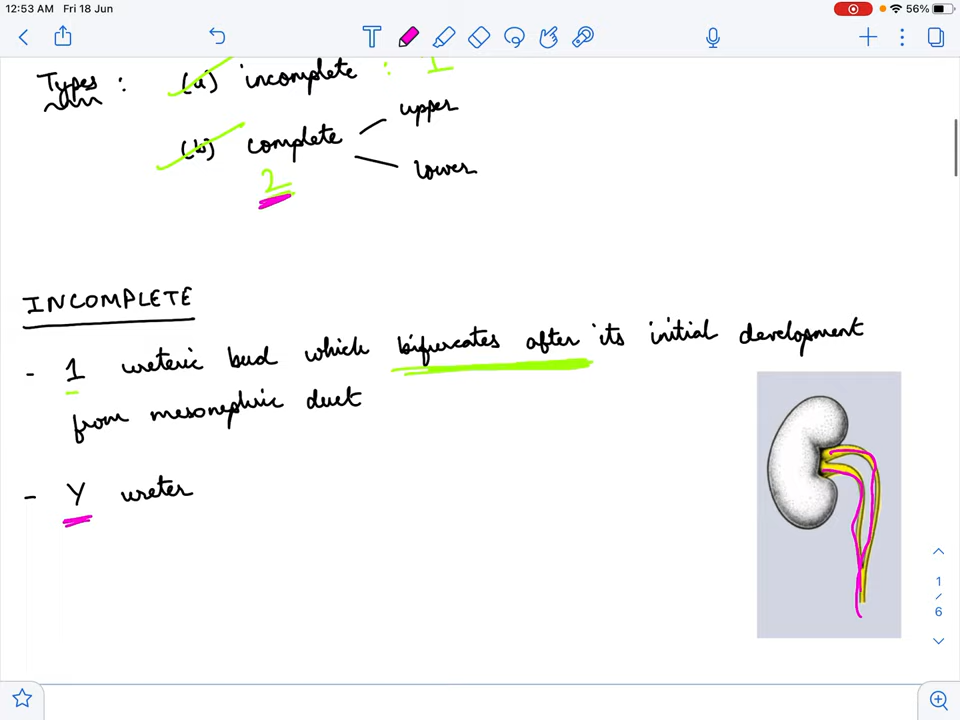 12:53 AM Fri 18 Jun 56%
T
Types : (a) incomplete : 1
(b) complete upper
lower
2
INCOMPLETE
- 1 ureteric bud which bifurcates after its initial development
from mesonephric duct
- Y ureter
1
/
6